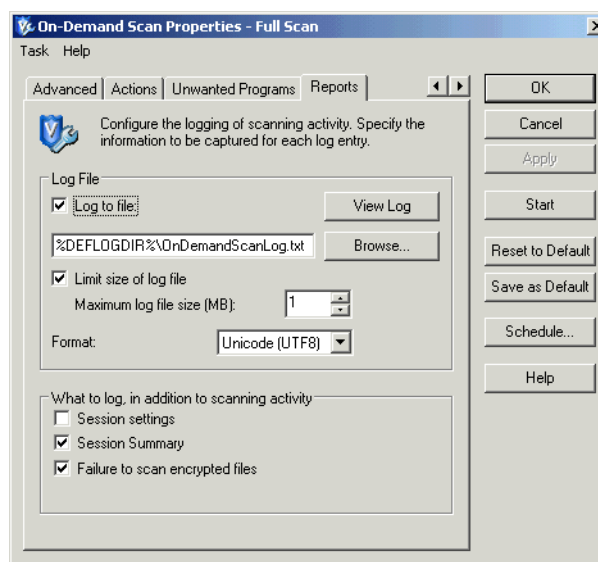 On-Demand Scan Properties - Full Scan
Task Help
Advanced Actions Unwanted Programs Reports
Configure the logging of scanning activity. Specify the
information to be captured for each log entry.
Log File
Log to file:
View Log
%DEFLOGDIR%\OnDemandScanLog.txt
Browse...
Limit size of log file
Maximum log file size (MB):
1
Format:
Unicode (UTF8)
What to log, in addition to scanning activity
Session settings
Session Summary
Failure to scan encrypted files
OK
Cancel
Apply
Start
Reset to Default
Save as Default
Schedule...
Help